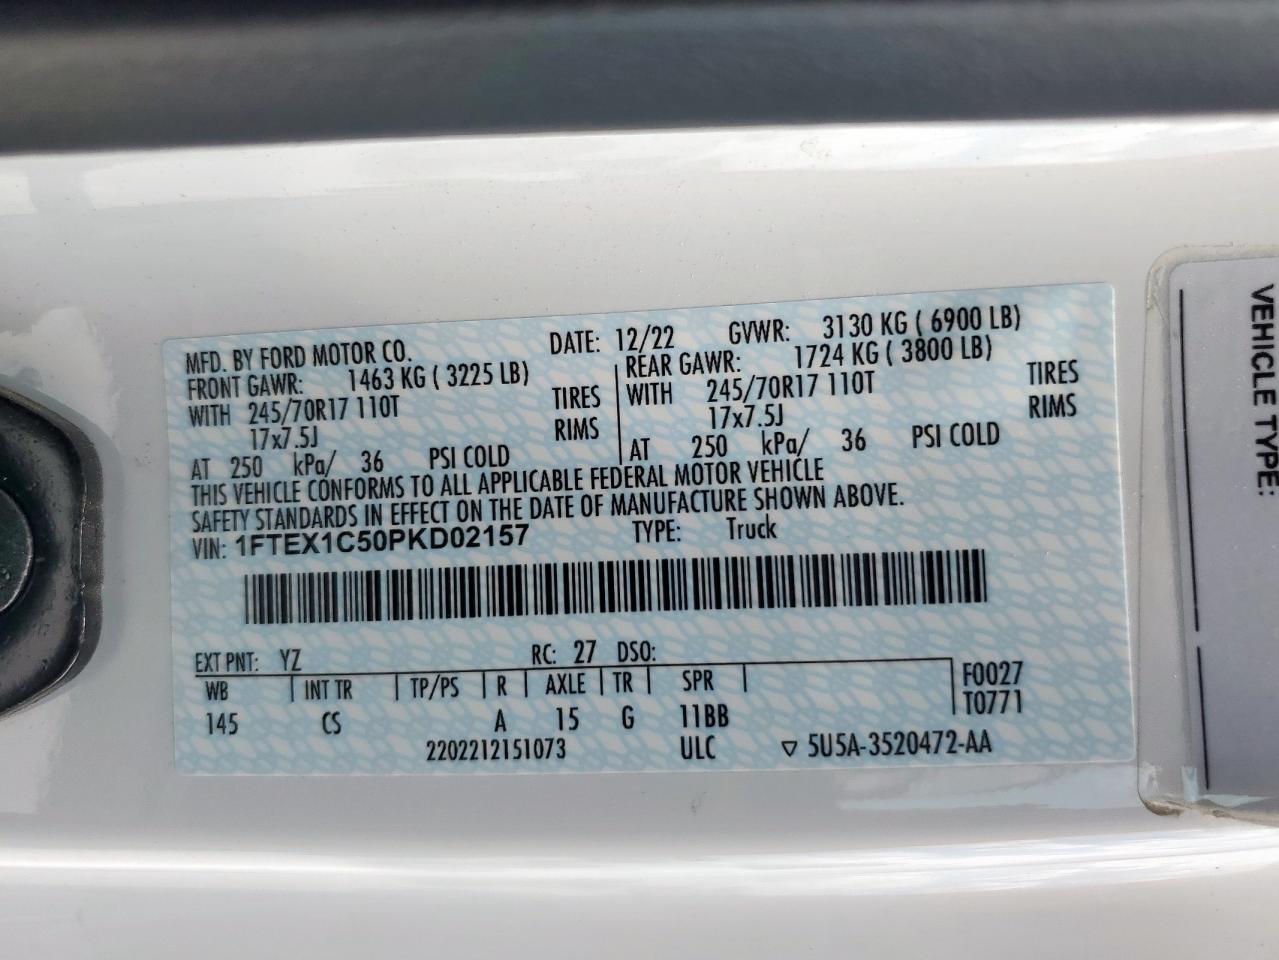 MFD. BY FORD MOTOR CO. DATE: 12/22 GVWR: 3130 KG ( 6900 LB)
FRONT GAWR: 1463 KG ( 3225 LB) REAR GAWR: 1724 KG ( 3800 LB)
WITH 245/70R17 110T TIRES WITH 245/70R17 110T TIRES
17x7.5J RIMS 17x7.5J RIMS
AT 250 kPa/ 36 PSI COLD AT 250 kPa/ 36 PSI COLD
THIS VEHICLE CONFORMS TO ALL APPLICABLE FEDERAL MOTOR VEHICLE
SAFETY STANDARDS IN EFFECT ON THE DATE OF MANUFACTURE SHOWN ABOVE.
VIN: 1FTEX1C50PKD02157 TYPE: Truck
EXT PNT: YZ RC: 27 DSO:
WB INT TR TP/PS R AXLE TR SPR F0027
145 CS A 15 G 11BB T0771
2202212151073 ULC ▽ 5U5A-3520472-AA
VEHICLE TYPE: